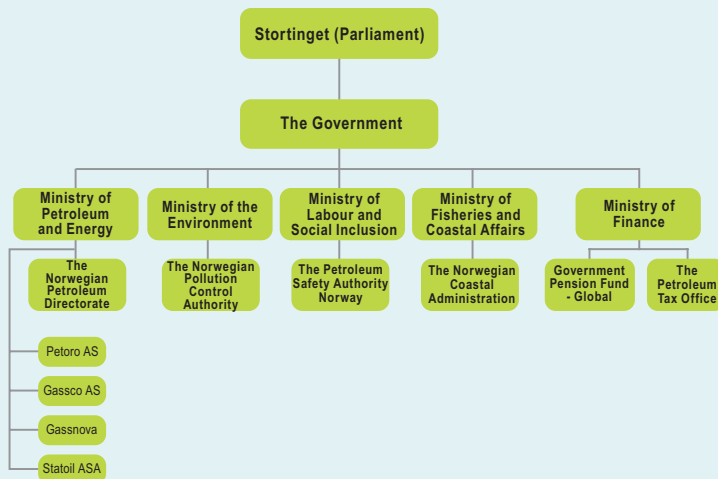 Stortinget (Parliament)
The Government
Ministry of
Petroleum
and Energy
Ministry of the
Environment
Ministry of
Labour and
Social Inclusion
Ministry of
Fisheries and
Coastal Affairs
Ministry of
Finance
The
Norwegian
Petroleum
Directorate
The Norwegian
Pollution
Control
Authority
The Petroleum
Safety Authority
Norway
The Norwegian
Coastal
Administration
Government
Pension Fund
- Global
The
Petroleum
Tax Office
Petoro AS
Gassco AS
Gassnova
Statoil ASA